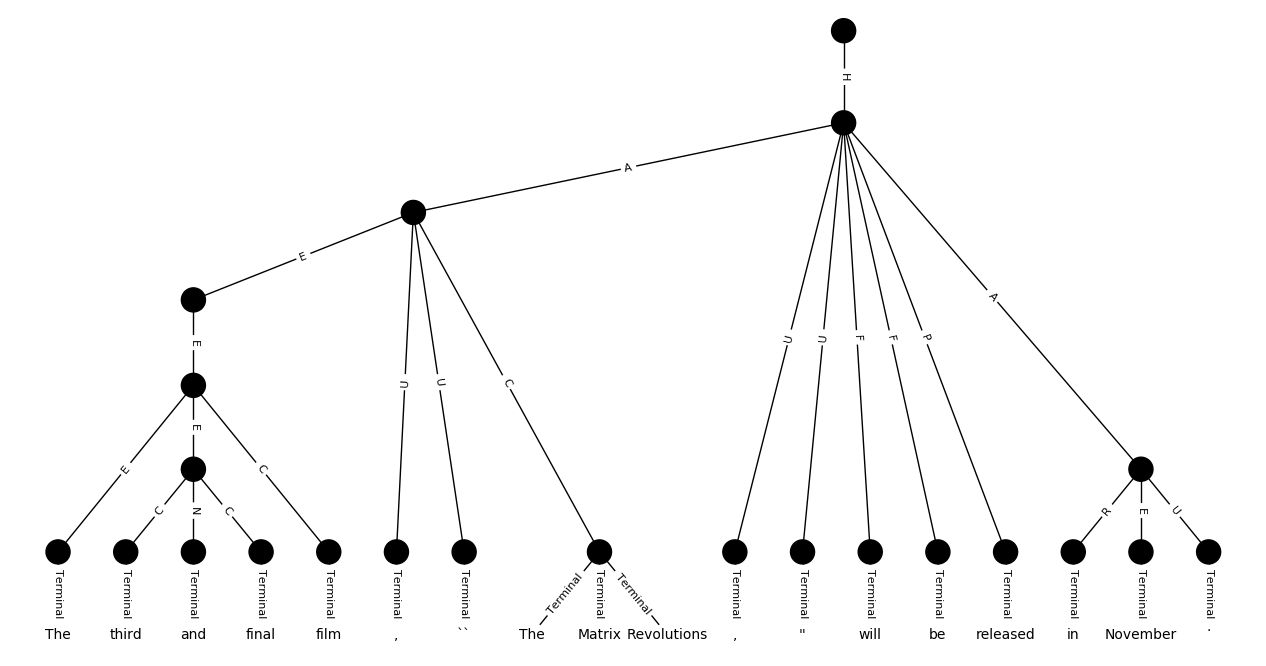 H
A
E
E
U
U
C
U
U
F
F
P
A
E
E
C
C
N
C
R
E
U
Terminal Terminal Terminal Terminal Terminal Terminal Terminal Terminal Terminal Terminal Terminal Terminal Terminal Terminal Terminal Terminal Terminal Terminal
The third and final film , `` The Matrix Revolutions , " will be released in November .